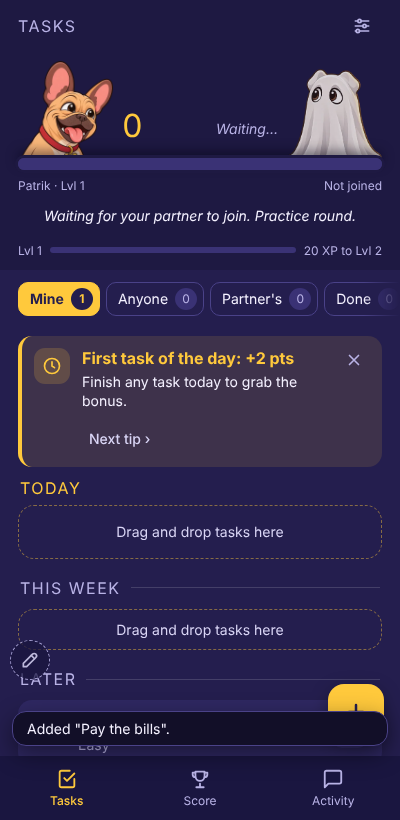 TASKS
0
Waiting...
Patrik · Lvl 1
Not joined
Waiting for your partner to join. Practice round.
Lvl 1
20 XP to Lvl 2
Mine 1
Anyone 0
Partner's 0
Done 0
First task of the day: +2 pts
Finish any task today to grab the
bonus.
Next tip ›
TODAY
Drag and drop tasks here
THIS WEEK
Drag and drop tasks here
LATER
Added "Pay the bills".
Easy
Tasks
Score
Activity